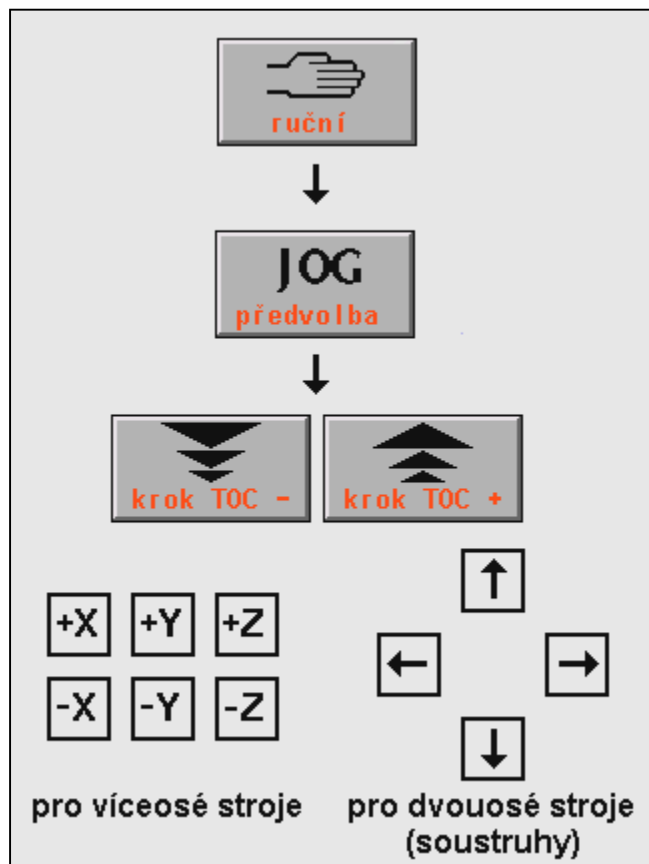 ruční
JOG
předvolba
krok TOC - krok TOC +
+X +Y +Z
-X -Y -Z
pro víceosé stroje
pro dvouosé stroje
(soustruhy)